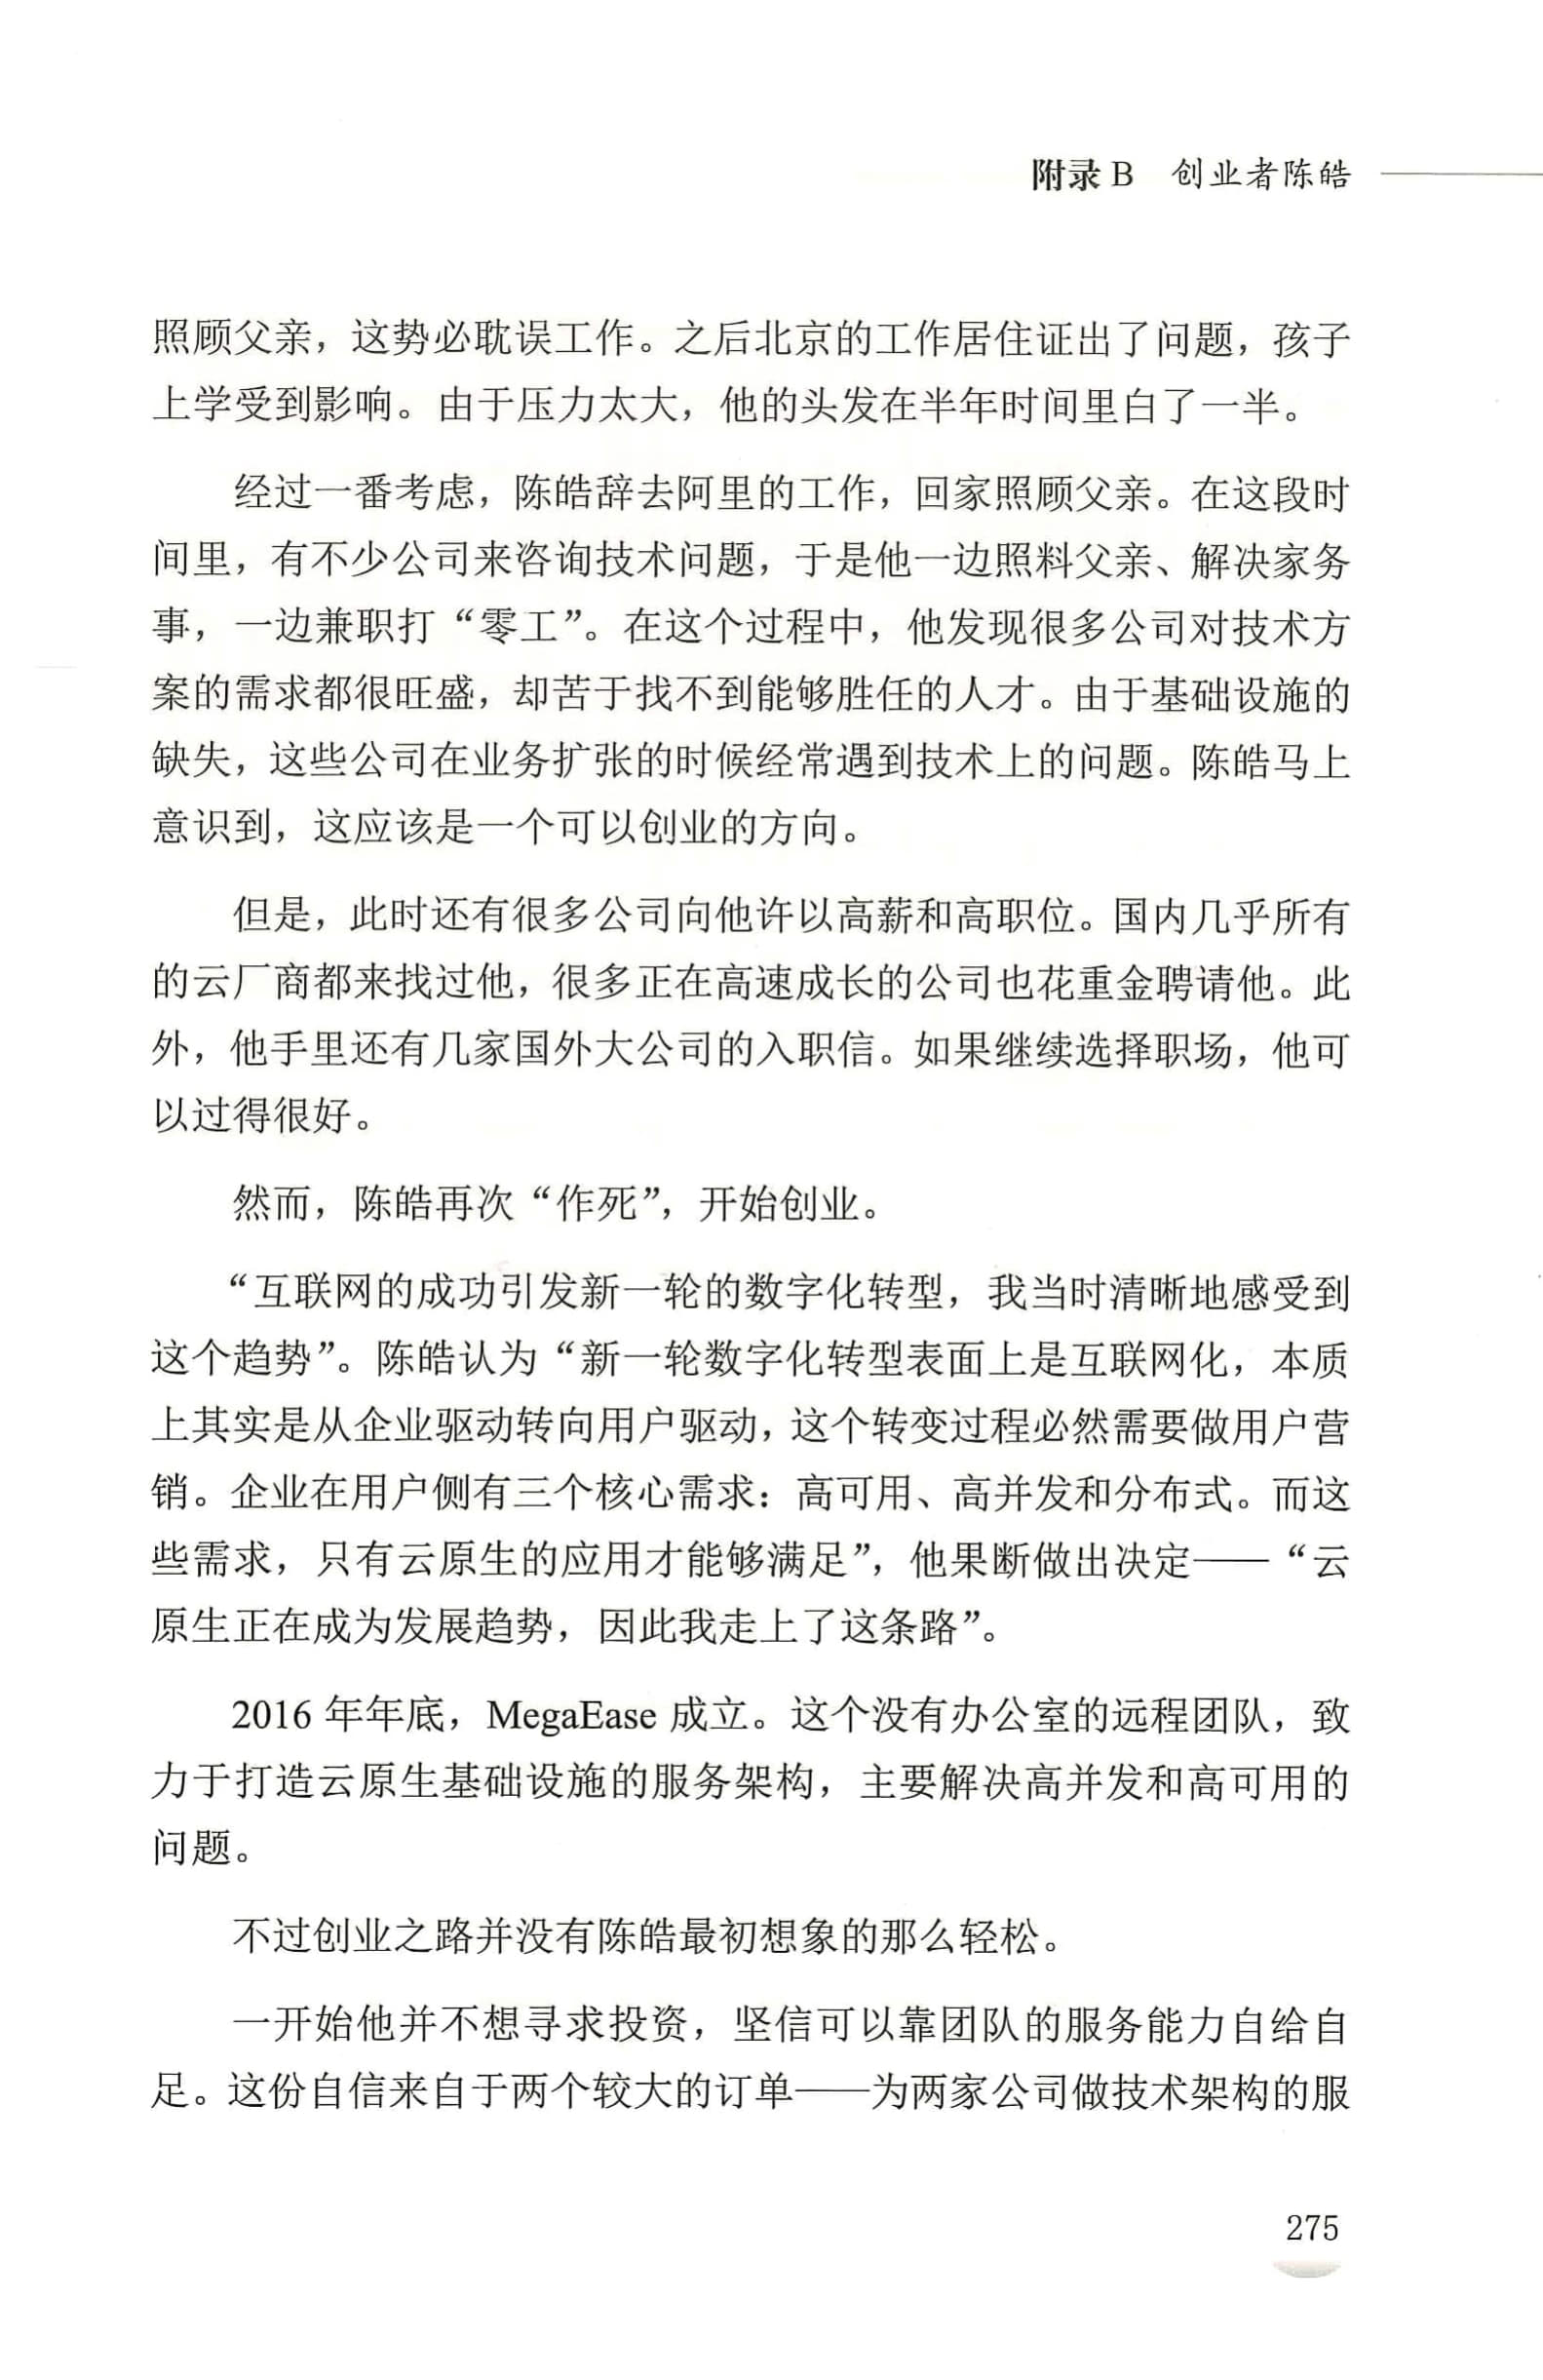 附录 B 创业者陈皓
照顾父亲，这势必耽误工作。之后北京的工作居住证出了问题，孩子
上学受到影响。由于压力太大，他的头发在半年时间里白了一半。
经过一番考虑，陈皓辞去阿里的工作，回家照顾父亲。在这段时
间里，有不少公司来咨询技术问题，于是他一边照料父亲、解决家务
事，一边兼职打“零工”。在这个过程中，他发现很多公司对技术方
案的需求都很旺盛，却苦于找不到能够胜任的人才。由于基础设施的
缺失，这些公司在业务扩张的时候经常遇到技术上的问题。陈皓马上
意识到，这应该是一个可以创业的方向。
但是，此时还有很多公司向他许以高薪和高职位。国内几乎所有
的云厂商都来找过他，很多正在高速成长的公司也花重金聘请他。此
外，他手里还有几家国外大公司的入职信。如果继续选择职场，他可
以过得很好。
然而，陈皓再次“作死”，开始创业。
“互联网的成功引发新一轮的数字化转型，我当时清晰地感受到
这个趋势”。陈皓认为“新一轮数字化转型表面上是互联网化，本质
上其实是从企业驱动转向用户驱动，这个转变过程必然需要做用户营
销。企业在用户侧有三个核心需求：高可用、高并发和分布式。而这
些需求，只有云原生的应用才能够满足”，他果断做出决定——“云
原生正在成为发展趋势，因此我走上了这条路”。
2016 年年底，MegaEase 成立。这个没有办公室的远程团队，致
力于打造云原生基础设施的服务架构，主要解决高并发和高可用的
问题。
不过创业之路并没有陈皓最初想象的那么轻松。
一开始他并不想寻求投资，坚信可以靠团队的服务能力自给自
足。这份自信来自于两个较大的订单——为两家公司做技术架构的服
275